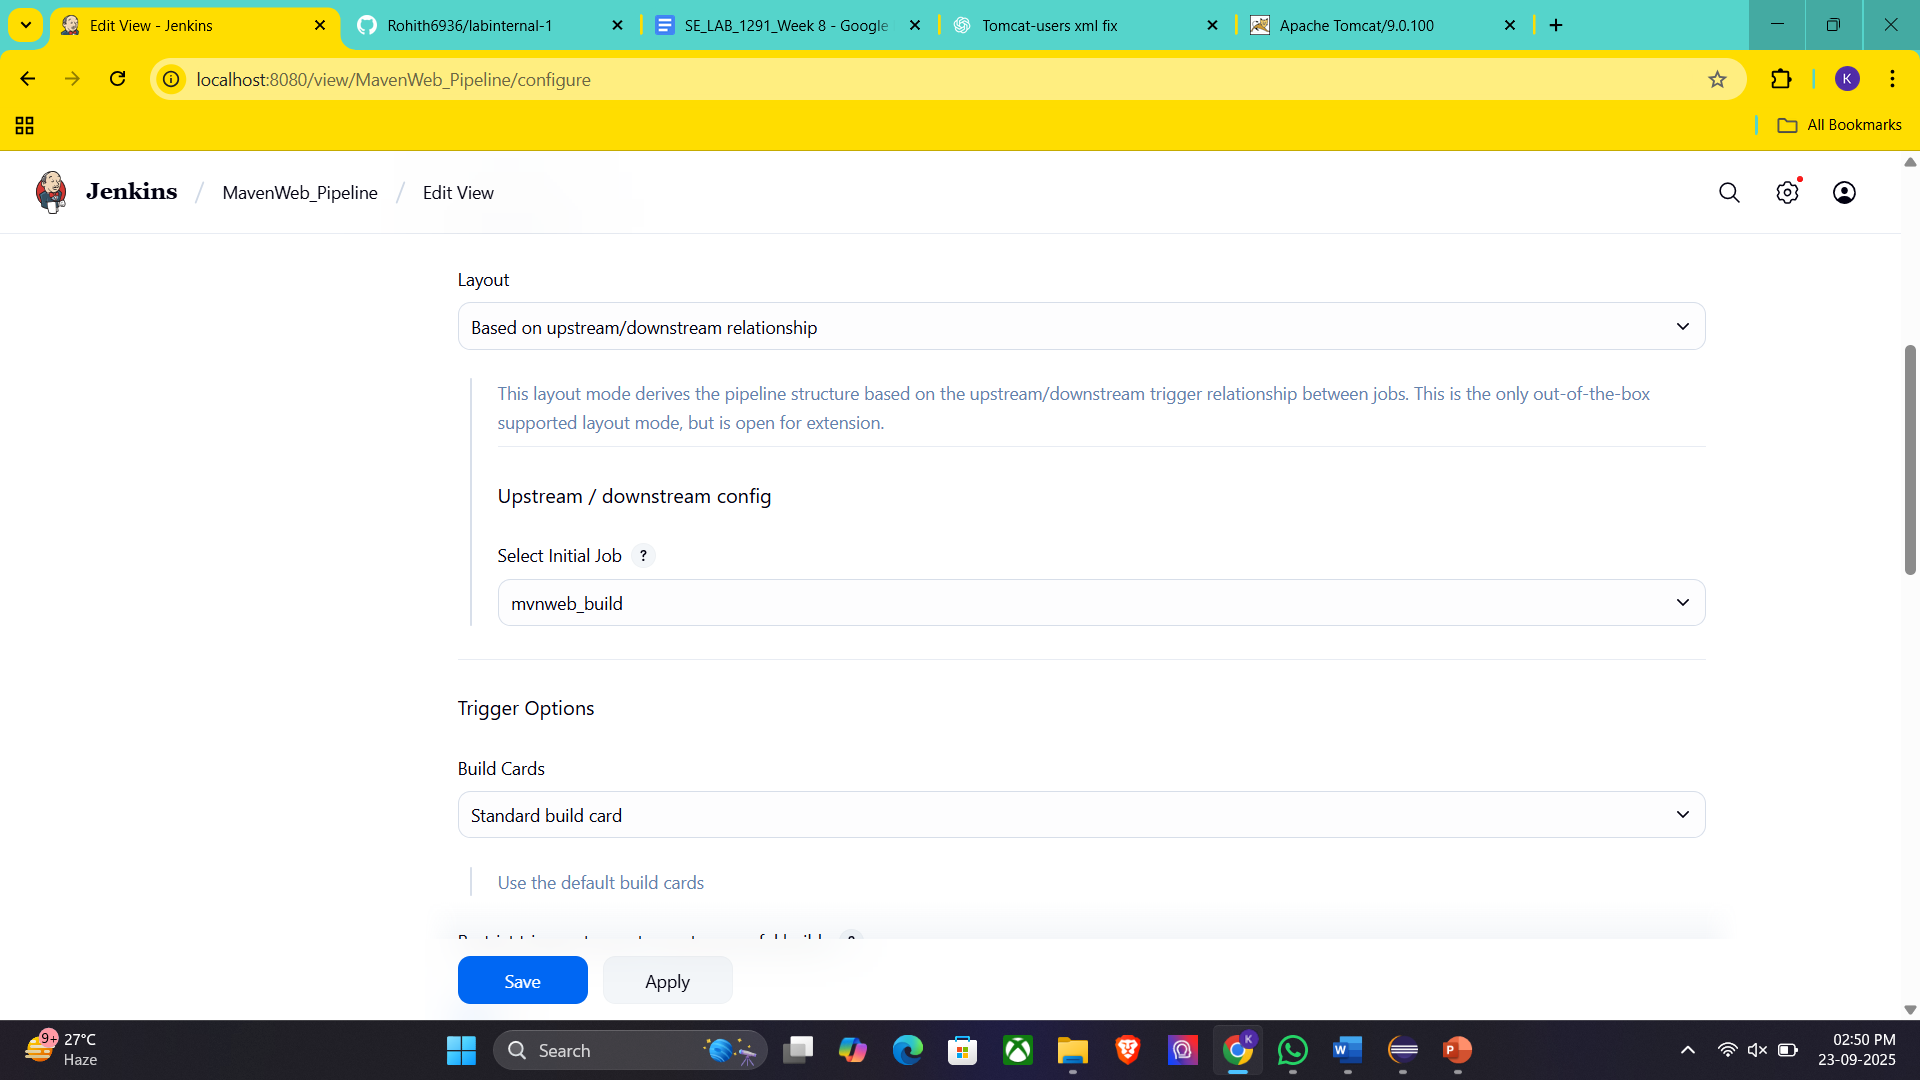 Edit View - Jenkins
Rohith6936/labinternal-1
SE_LAB_1291_Week 8 - Google
Tomcat-users xml fix
Apache Tomcat/9.0.100
localhost:8080/view/MavenWeb_Pipeline/configure
K
All Bookmarks
Jenkins / MavenWeb_Pipeline / Edit View
Layout
Based on upstream/downstream relationship
This layout mode derives the pipeline structure based on the upstream/downstream trigger relationship between jobs. This is the only out-of-the-box
supported layout mode, but is open for extension.
Upstream / downstream config
Select Initial Job ?
mvnweb_build
Trigger Options
Build Cards
Standard build card
Use the default build cards
Save
Apply
9+
27°C
Haze
Search
K
W
P
02:50 PM
23-09-2025